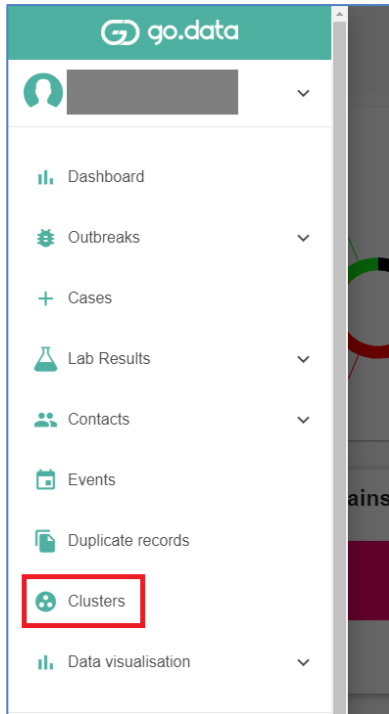 go.data
Dashboard
Outbreaks
Cases
Lab Results
Contacts
Events
ains
Duplicate records
Clusters
Data visualisation